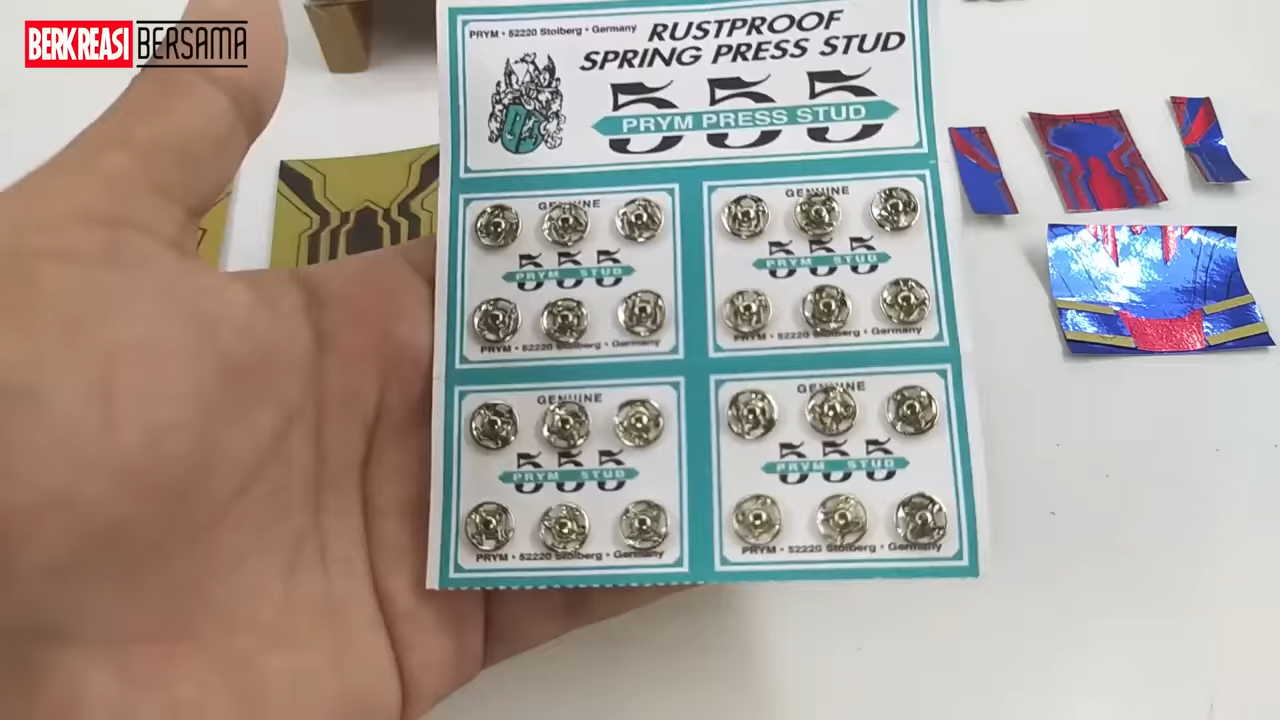 BERKREASI BERSAMA
PRYM • 52220 Stolberg • Germany
RUSTPROOF
SPRING PRESS STUD
555
PRYM PRESS STUD
GENUINE
555
PRYM STUD
PRYM • 52220 Stolberg • Germany
GENUINE
555
PRYM STUD
PRYM • 52220 Stolberg • Germany
GENUINE
555
PRYM STUD
PRYM • 52220 Stolberg • Germany
GENUINE
555
PRYM STUD
PRYM • 52220 Stolberg • Germany